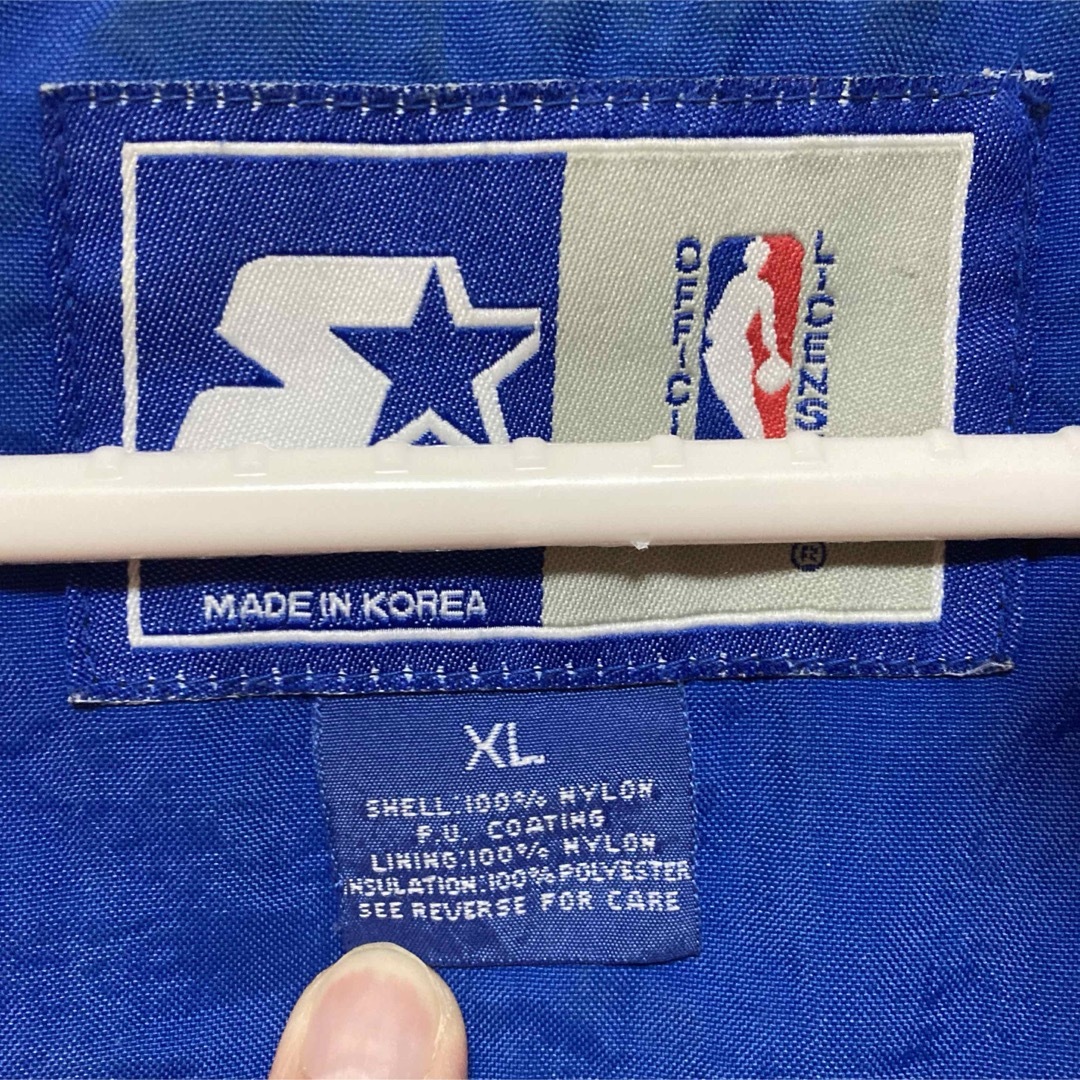 MADE IN KOREA
®
XL
SHELL:100% NYLON
P.U. COATING
LINING:100% NYLON
INSULATION:100% POLYESTER
SEE REVERSE FOR CARE